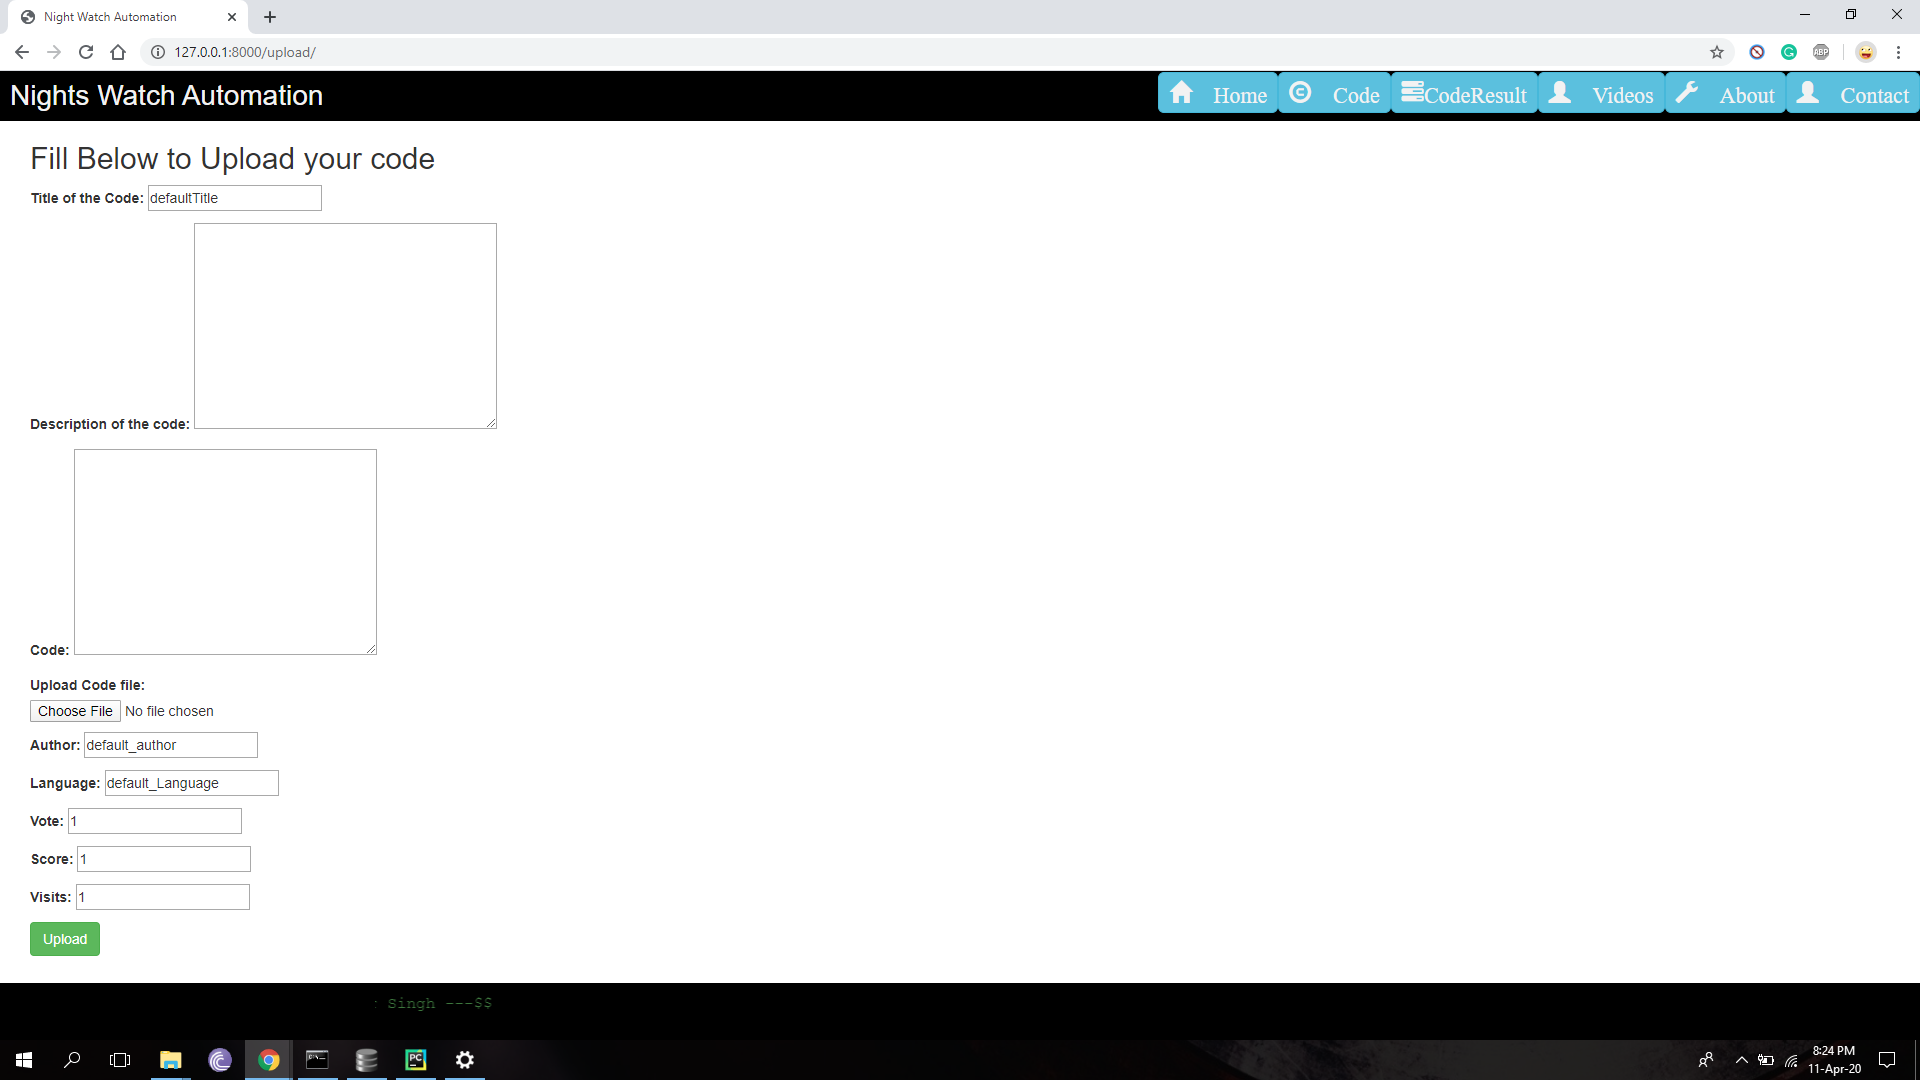 Night Watch Automation
127.0.0.1:8000/upload/
ABP
Nights Watch Automation
Home
Code
CodeResult
Videos
About
Contact
Fill Below to Upload your code
Title of the Code: defaultTitle
Description of the code:
Code:
Upload Code file:
Choose File No file chosen
Author: default_author
Language: default_Language
Vote: 1
Score: 1
Visits: 1
Upload
: Singh ---$$
C:\_
PC
8:24 PM
11-Apr-20